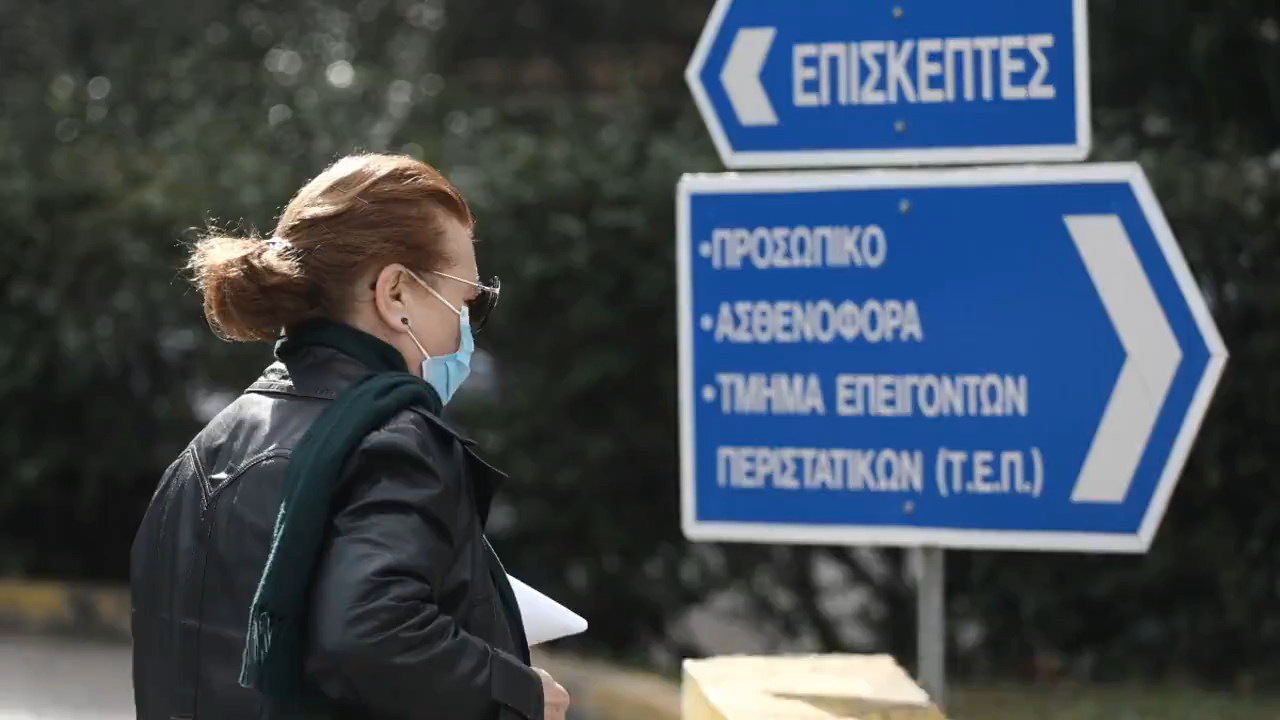 ΕΠΙΣΚΕΠΤΕΣ
•ΠΡΟΣΩΠΙΚΟ
•ΑΣΘΕΝΟΦΟΡΑ
•ΤΜΗΜΑ ΕΠΕΙΓΟΝΤΩΝ
ΠΕΡΙΣΤΑΤΙΚΩΝ (Τ.Ε.Π.)